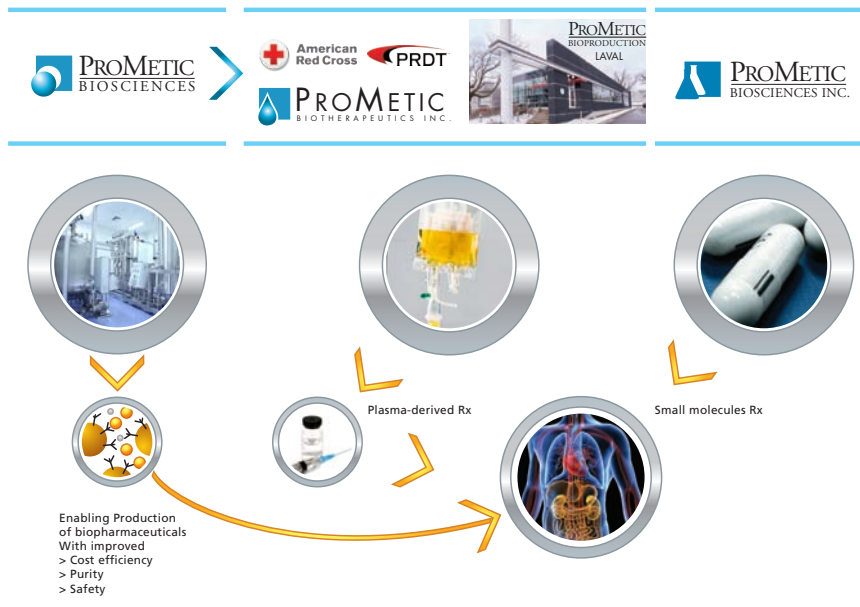 PROMETIC
BIOSCIENCES
American
Red Cross
PRDT
PROMETIC
BIOTHERAPEUTICS INC.
PROMETIC
BIOPRODUCTION
LAVAL
PROMETIC
BIOSCIENCES INC.
Plasma-derived Rx
Small molecules Rx
Enabling Production
of biopharmaceuticals
With improved
> Cost efficiency
> Purity
> Safety